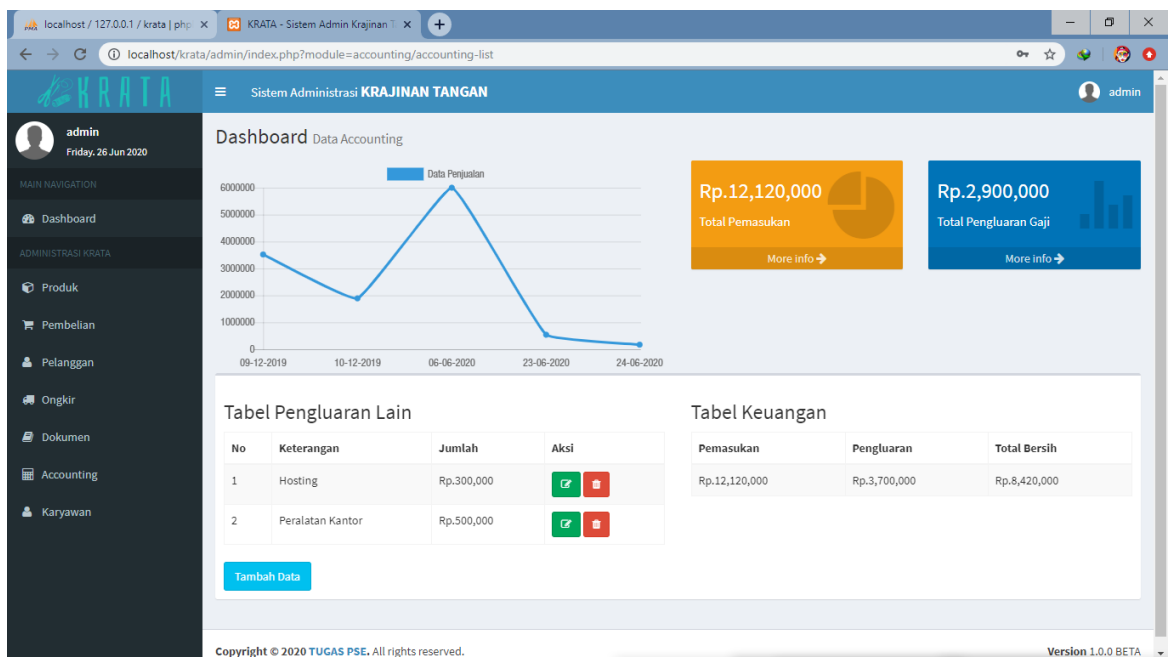 localhost / 127.0.0.1 / krata | php
KRATA - Sistem Admin Krajinan T
localhost/krata/admin/index.php?module=accounting/accounting-list
KRATA
Sistem Administrasi KRAJINAN TANGAN
admin
admin
Friday, 26 Jun 2020
MAIN NAVIGATION
Dashboard
ADMINISTRASI KRATA
Produk
Pembelian
Pelanggan
Ongkir
Dokumen
Accounting
Karyawan
Dashboard Data Accounting
Data Penjualan
6000000
5000000
4000000
3000000
2000000
1000000
0
09-12-2019 10-12-2019 06-06-2020 23-06-2020 24-06-2020
Rp.12,120,000
Total Pemasukan
More info
Rp.2,900,000
Total Pengluaran Gaji
More info
Tabel Pengluaran Lain
No Keterangan Jumlah Aksi
1 Hosting Rp.300,000
2 Peralatan Kantor Rp.500,000
Tambah Data
Tabel Keuangan
Pemasukan Pengluaran Total Bersih
Rp.12,120,000 Rp.3,700,000 Rp.8,420,000
Copyright © 2020 TUGAS PSE. All rights reserved.
Version 1.0.0 BETA